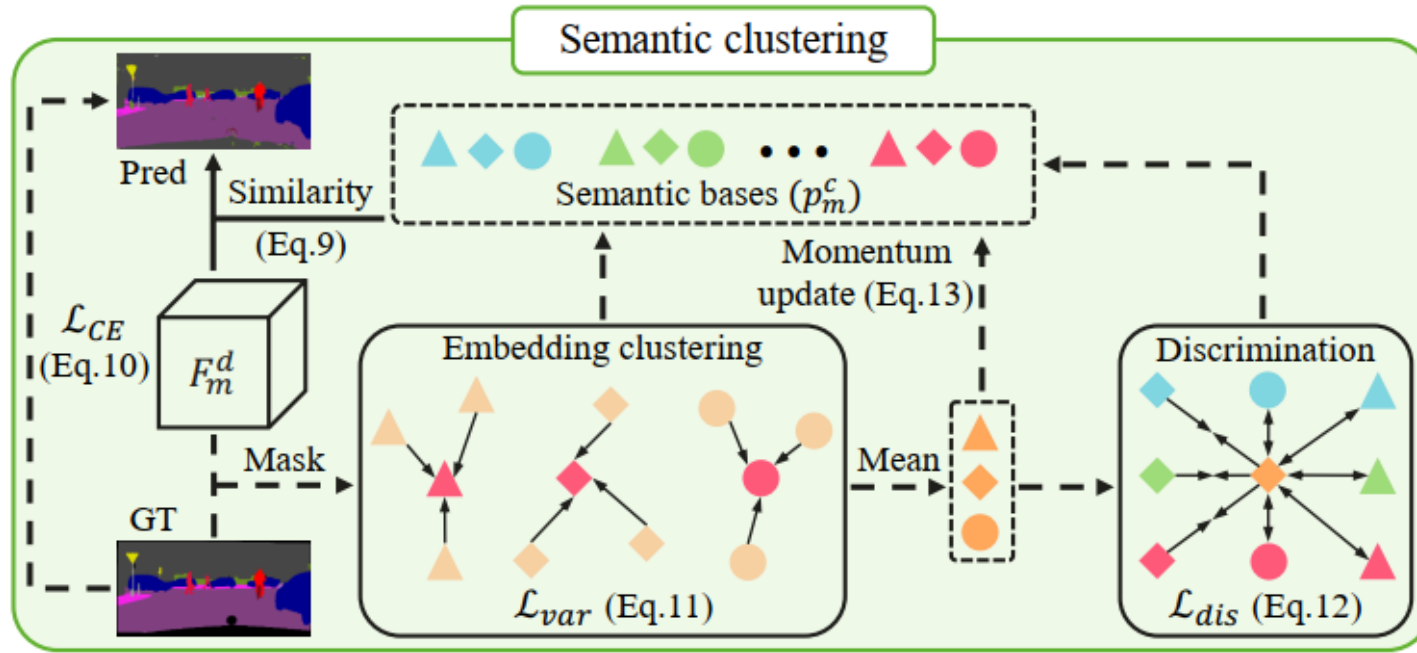 Semantic clustering
Pred
Similarity
(Eq.9)
Semantic bases (p_m^c)
Momentum
update (Eq.13)
ℒ_CE
(Eq.10)
F_m^d
Embedding clustering
Discrimination
Mask
Mean
GT
ℒ_var (Eq.11)
ℒ_dis (Eq.12)